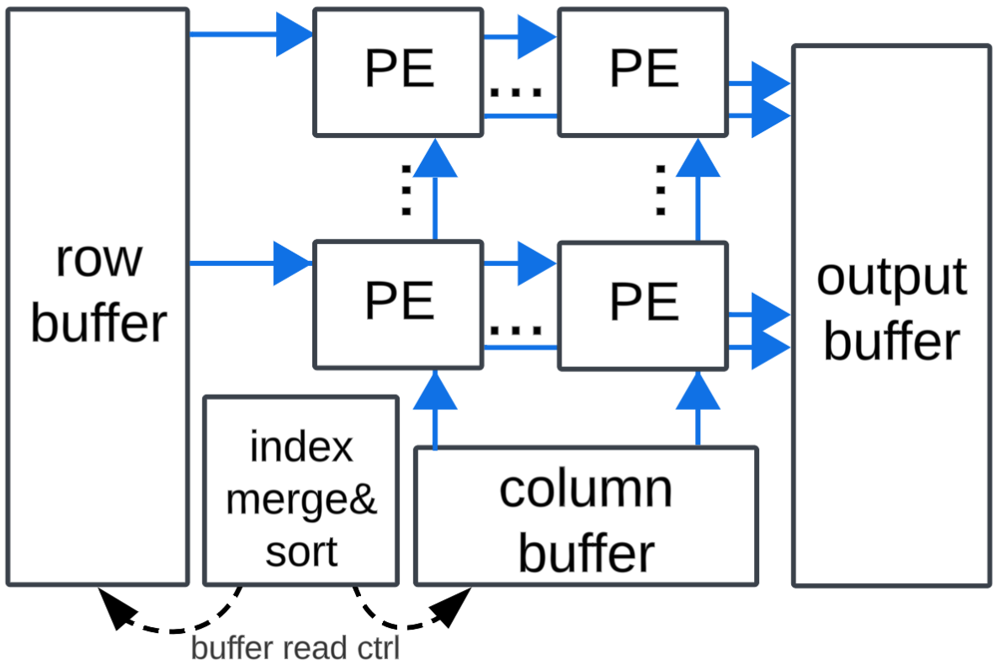 PE
PE
...
row
buffer
PE
PE
...
output
buffer
index
merge&
sort
column
buffer
buffer read ctrl